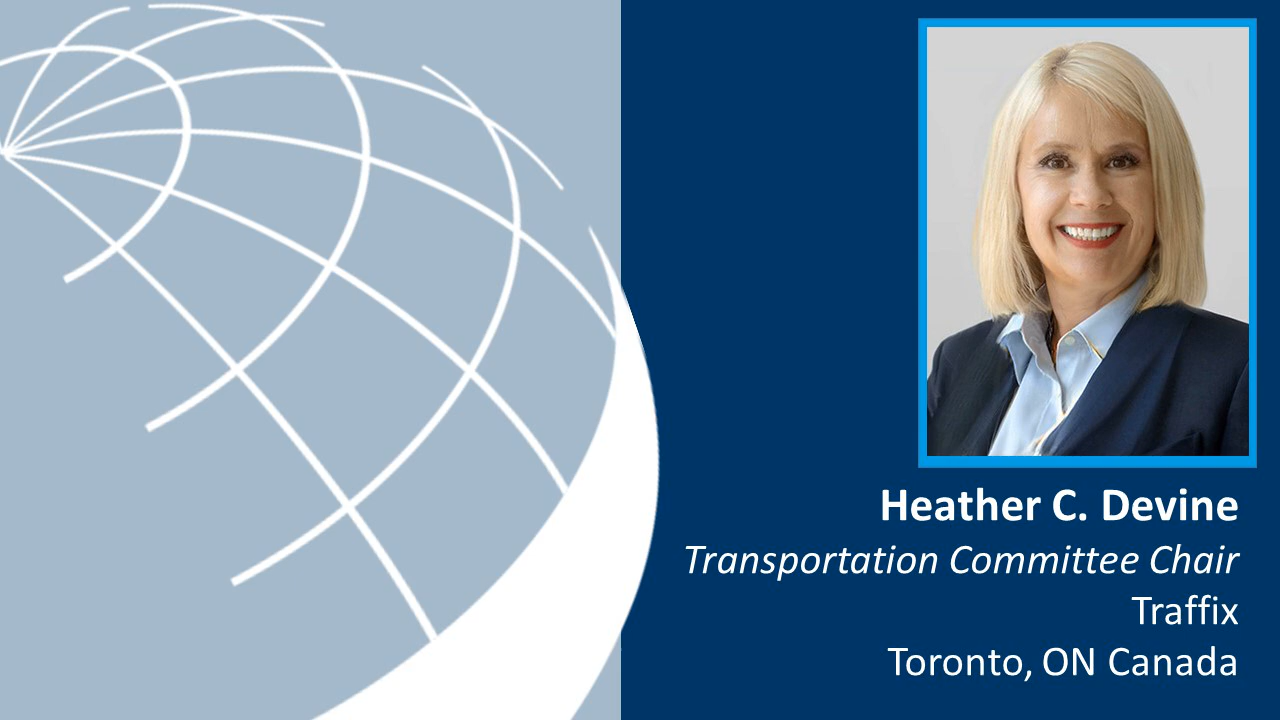 Heather C. Devine
Transportation Committee Chair
Traffix
Toronto, ON Canada